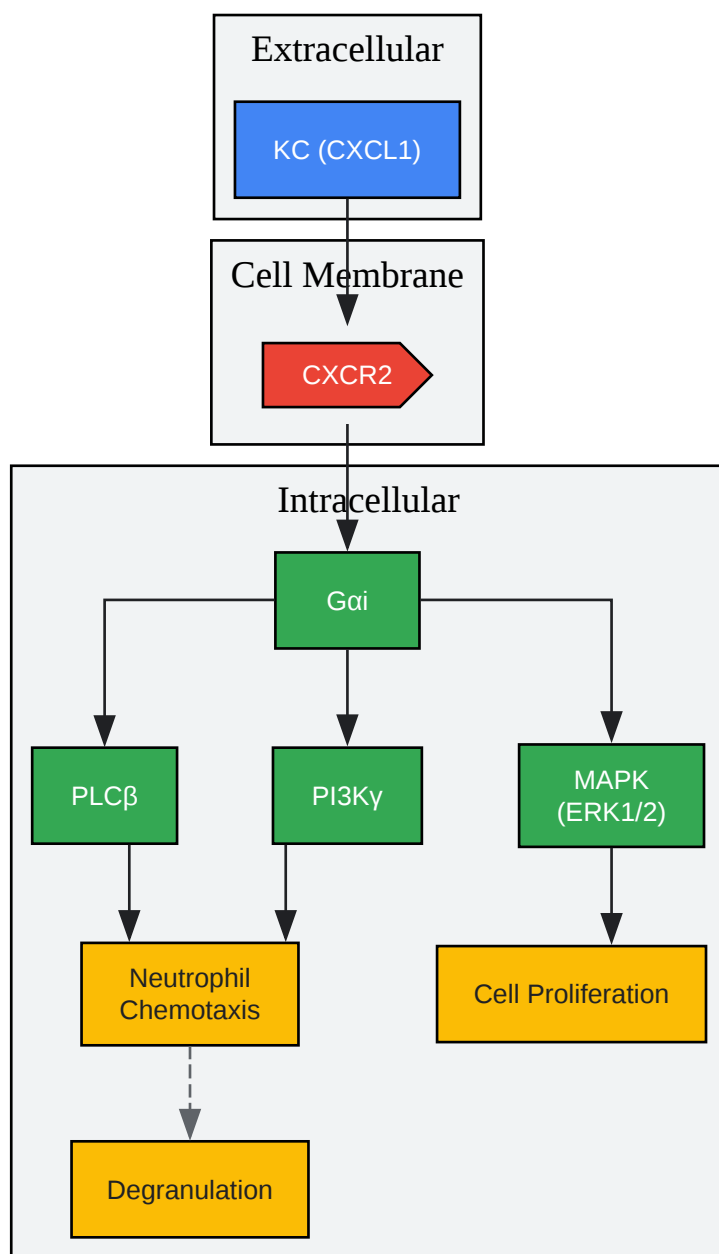 Extracellular
KC (CXCL1)
Cell Membrane
CXCR2
Intracellular
Gαi
PLCβ
PI3Kγ
MAPK
(ERK1/2)
Neutrophil
Chemotaxis
Cell Proliferation
Degranulation